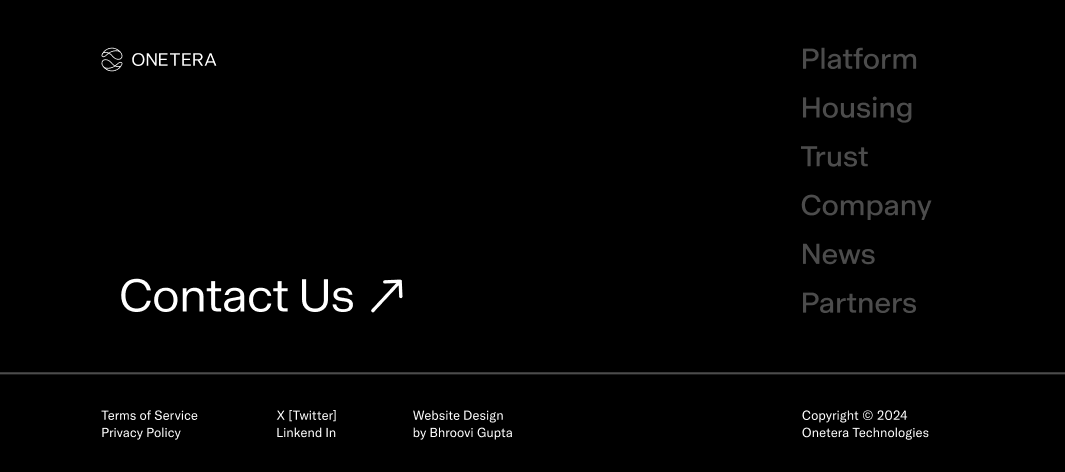 ONETERA
Platform
Housing
Trust
Company
News
Partners
Contact Us
Terms of Service
Privacy Policy
X [Twitter]
Linkend In
Website Design
by Bhroovi Gupta
Copyright © 2024
Onetera Technologies